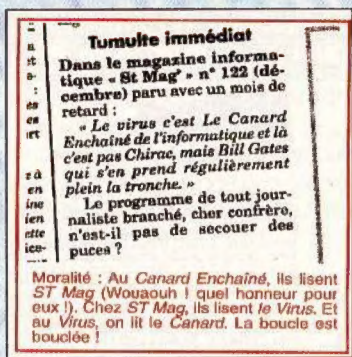 Tumulte immédiat
Dans le magazine informa-
tique « St Mag' » n° 122 (dé-
cembre) paru avec un mois de
retard :
« Le virus c'est Le Canard
Enchaîné de l'informatique et là
c'est pas Chirac, mais Bill Gates
qui s'en prend régulièrement
plein la tronche. »
Le programme de tout jour-
naliste branché, cher confrère,
n'est-il pas de secouer des
puces ?
Moralité : Au Canard Enchaîné, ils lisent
ST Mag (Wouaouh ! quel honneur pour
eux !). Chez ST Mag, ils lisent le Virus. Et
au Virus, on lit le Canard. La boucle est
bouclée !